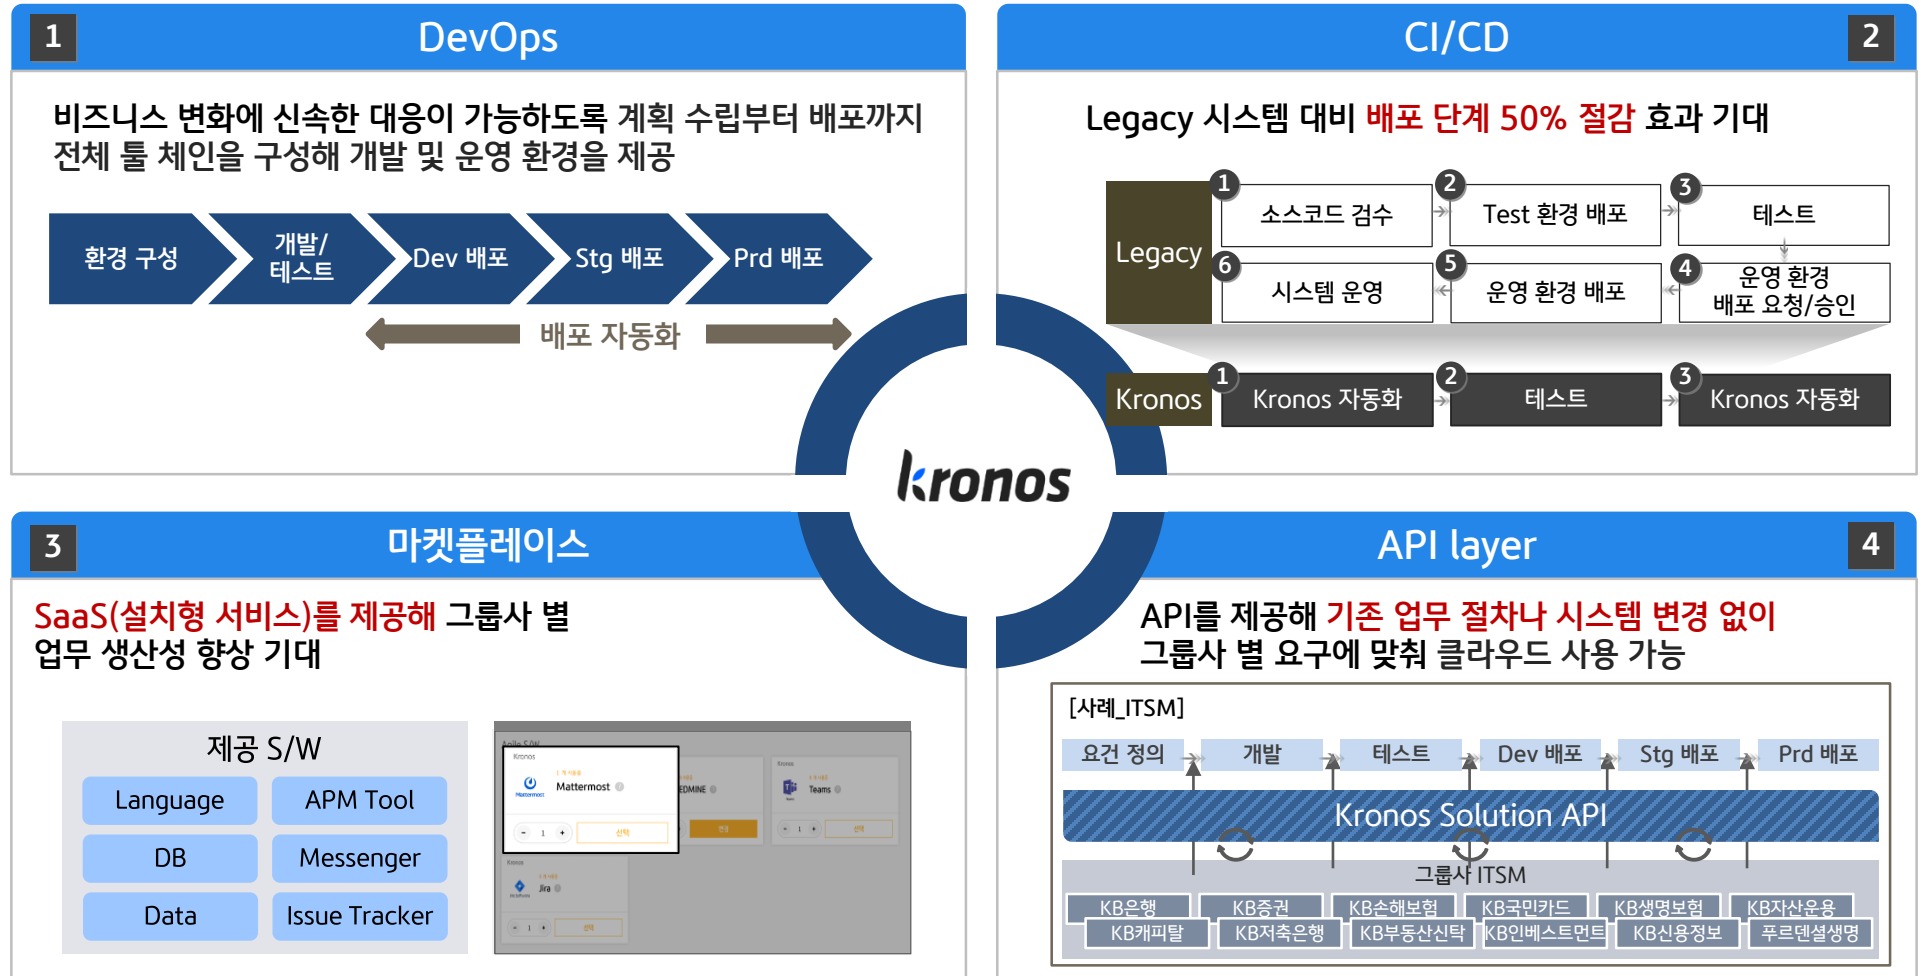 1
DevOps
비즈니스 변화에 신속한 대응이 가능하도록 계획 수립부터 배포까지
전체 툴 체인을 구성해 개발 및 운영 환경을 제공
환경 구성
개발/
테스트
Dev 배포
Stg 배포
Prd 배포
배포 자동화
CI/CD
2
Legacy 시스템 대비 배포 단계 50% 절감 효과 기대
Legacy
1
소스코드 검수
2
Test 환경 배포
3
테스트
6
시스템 운영
5
운영 환경 배포
4
운영 환경
배포 요청/승인
Kronos
1
Kronos 자동화
2
테스트
3
Kronos 자동화
kronos
3
마켓플레이스
SaaS(설치형 서비스)를 제공해 그룹사 별
업무 생산성 향상 기대
제공 S/W
Language
APM Tool
DB
Messenger
Data
Issue Tracker
Agile S/W
Kronos
Mattermost
Mattermost
- 1 +
선택
EDMINE
Kronos
Teams
- 1 +
선택
Kronos
Jira
- 1 +
선택
API layer
4
API를 제공해 기존 업무 절차나 시스템 변경 없이
그룹사 별 요구에 맞춰 클라우드 사용 가능
[사례_ITSM]
요건 정의
개발
테스트
Dev 배포
Stg 배포
Prd 배포
Kronos Solution API
그룹사 ITSM
KB은행
KB증권
KB손해보험
KB국민카드
KB생명보험
KB자산운용
KB캐피탈
KB저축은행
KB부동산신탁
KB인베스트먼트
KB신용정보
푸르덴셜생명